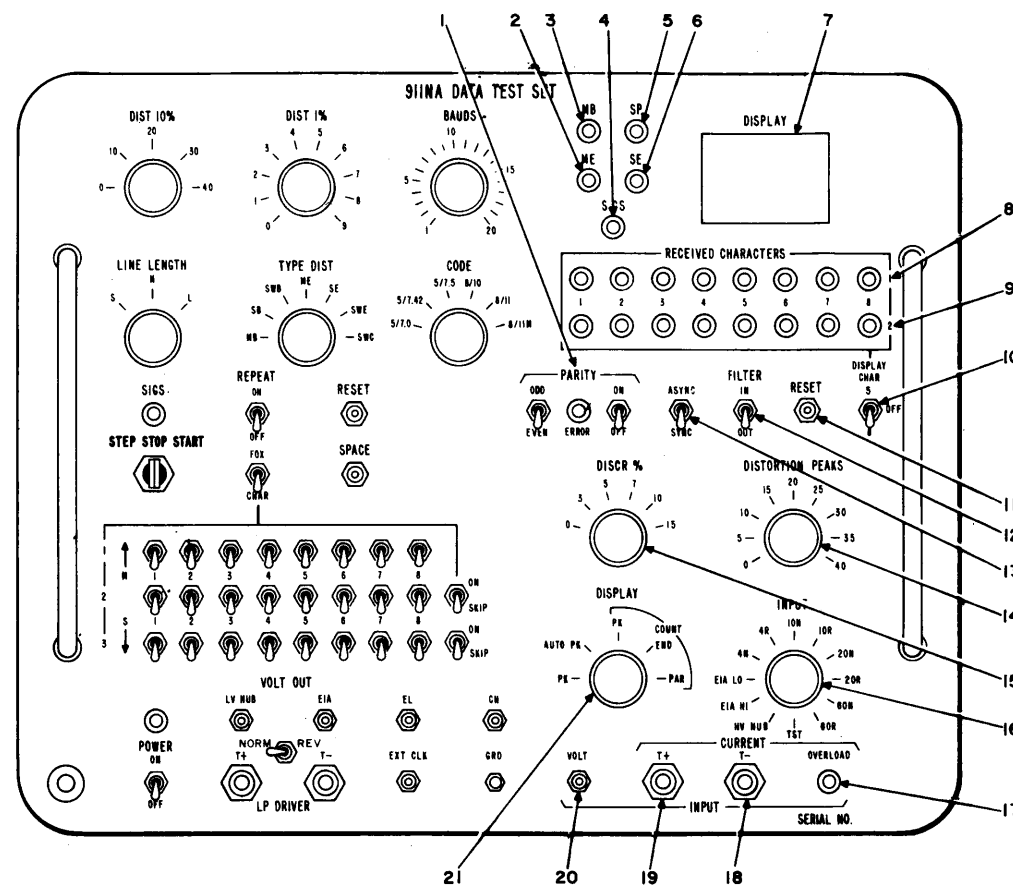 1 2 3 4 5 6 7
911NA DATA TEST SET
DIST 10%
0 10 20 30 40
DIST 1%
0 1 2 3 4 5 6 7 8 9
BAUDS
1 5 10 15 20
MB SP
ME SE
SIGS
DISPLAY
RECEIVED CHARACTERS
1
1 2 3 4 5 6 7 8
2
8
9
LINE LENGTH
S N L
TYPE DIST
MB SB SWB ME SE SWE SWC
CODE
5/7.0 5/7.42 5/7.5 8/10 8/11 8/11N
SIGS
REPEAT
ON
OFF
RESET
PARITY
ODD
EVEN
ERROR
ON
OFF
ASYNC
SYNC
FILTER
IN
OUT
RESET
DISPLAY
CHAR
S
OFF
10
STEP STOP START
FOX
CHAR
SPACE
DISCR %
0 3 5 7 10 15
DISTORTION PEAKS
0 5 10 15 20 25 30 35 40
11
12
13
14
1
M
1 2 3 4 5 6 7 8
2
ON
SKIP
S
1 2 3 4 5 6 7 8
3
ON
SKIP
DISPLAY
PK AUTO PK PK COUNT END PAR
INPUT
HV NUB EIA HI EIA LO 4N 4R 10N 10R 20N 20R 60N 60R TST
15
16
VOLT OUT
LV NUB EIA EL CN
POWER
ON
OFF
NORM REV
T+ T-
LP DRIVER
EXT CLK
GRD
VOLT
CURRENT
T+ T-
OVERLOAD
INPUT
SERIAL NO.
17
21 20 19 18